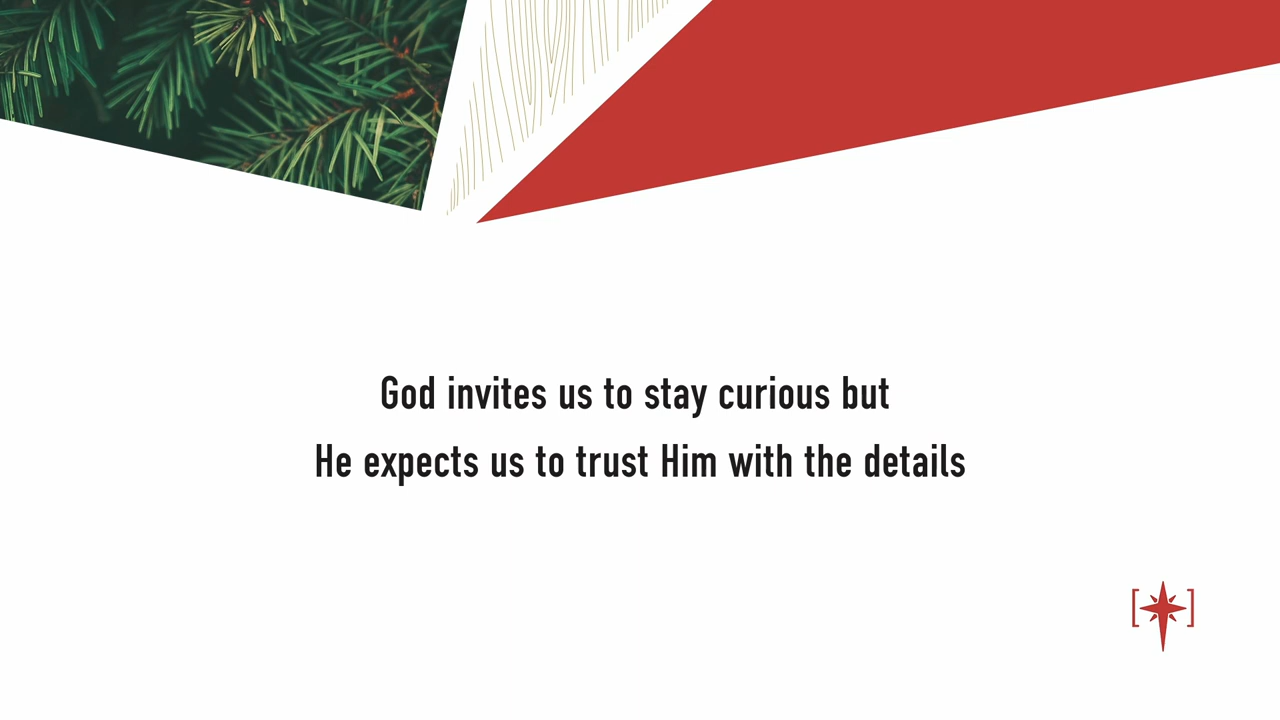 God invites us to stay curious but
He expects us to trust Him with the details